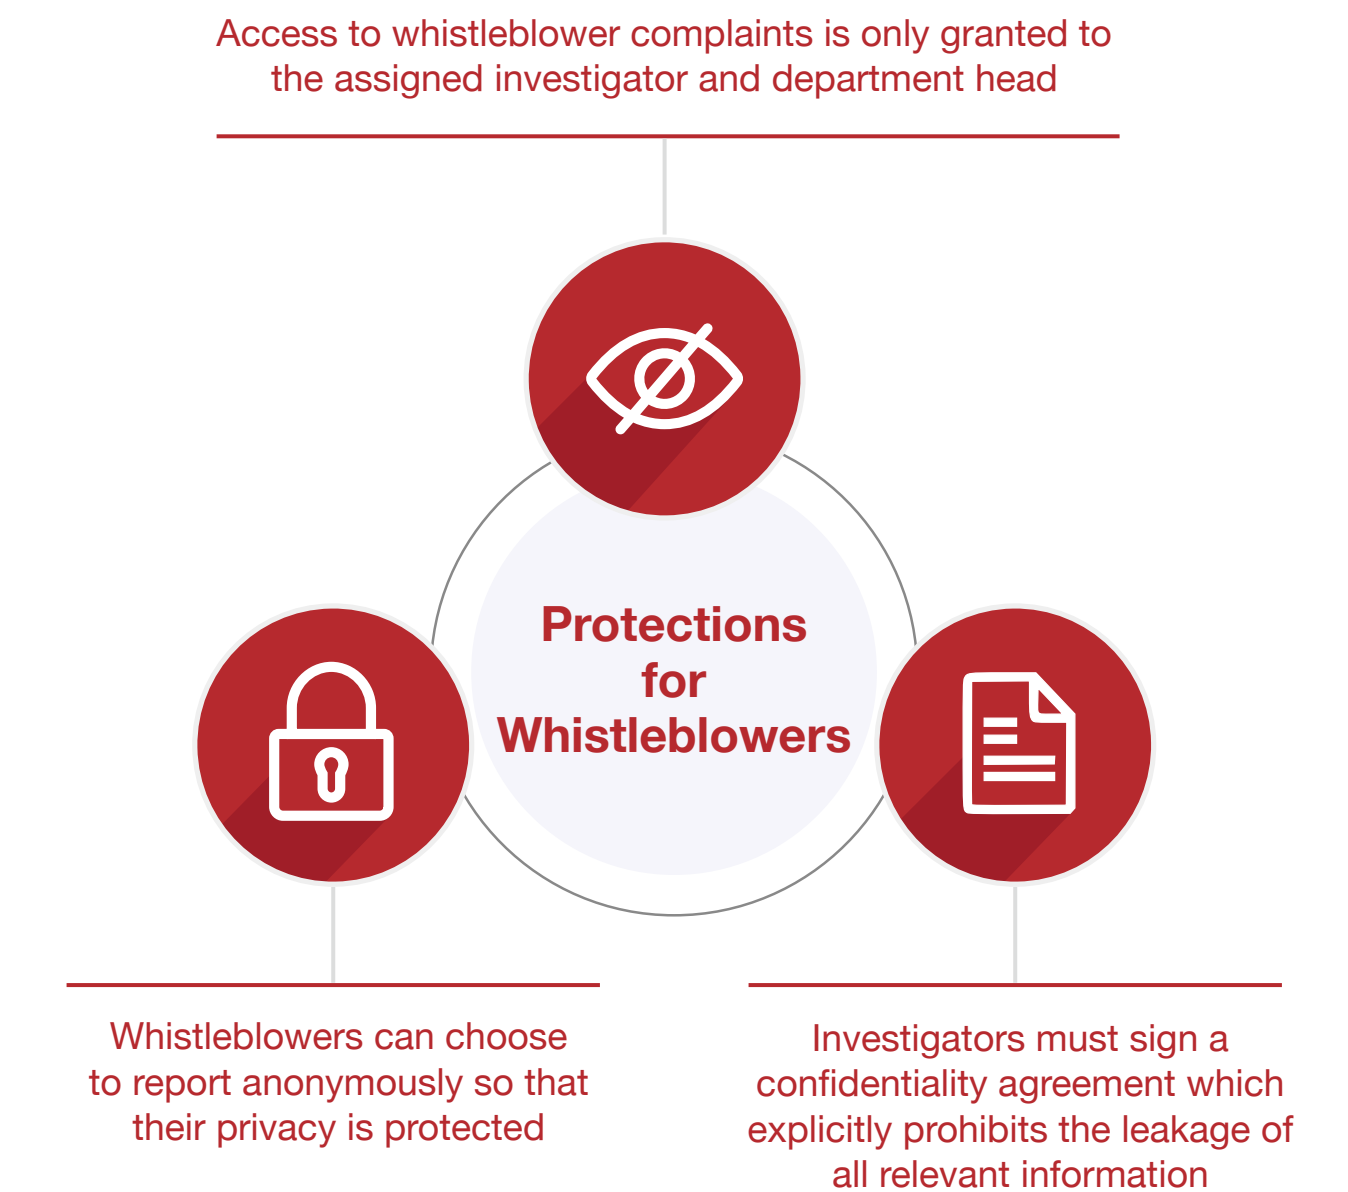 Access to whistleblower complaints is only granted to
the assigned investigator and department head
Protections
for
Whistleblowers
Whistleblowers can choose
to report anonymously so that
their privacy is protected
Investigators must sign a
confidentiality agreement which
explicitly prohibits the leakage of
all relevant information